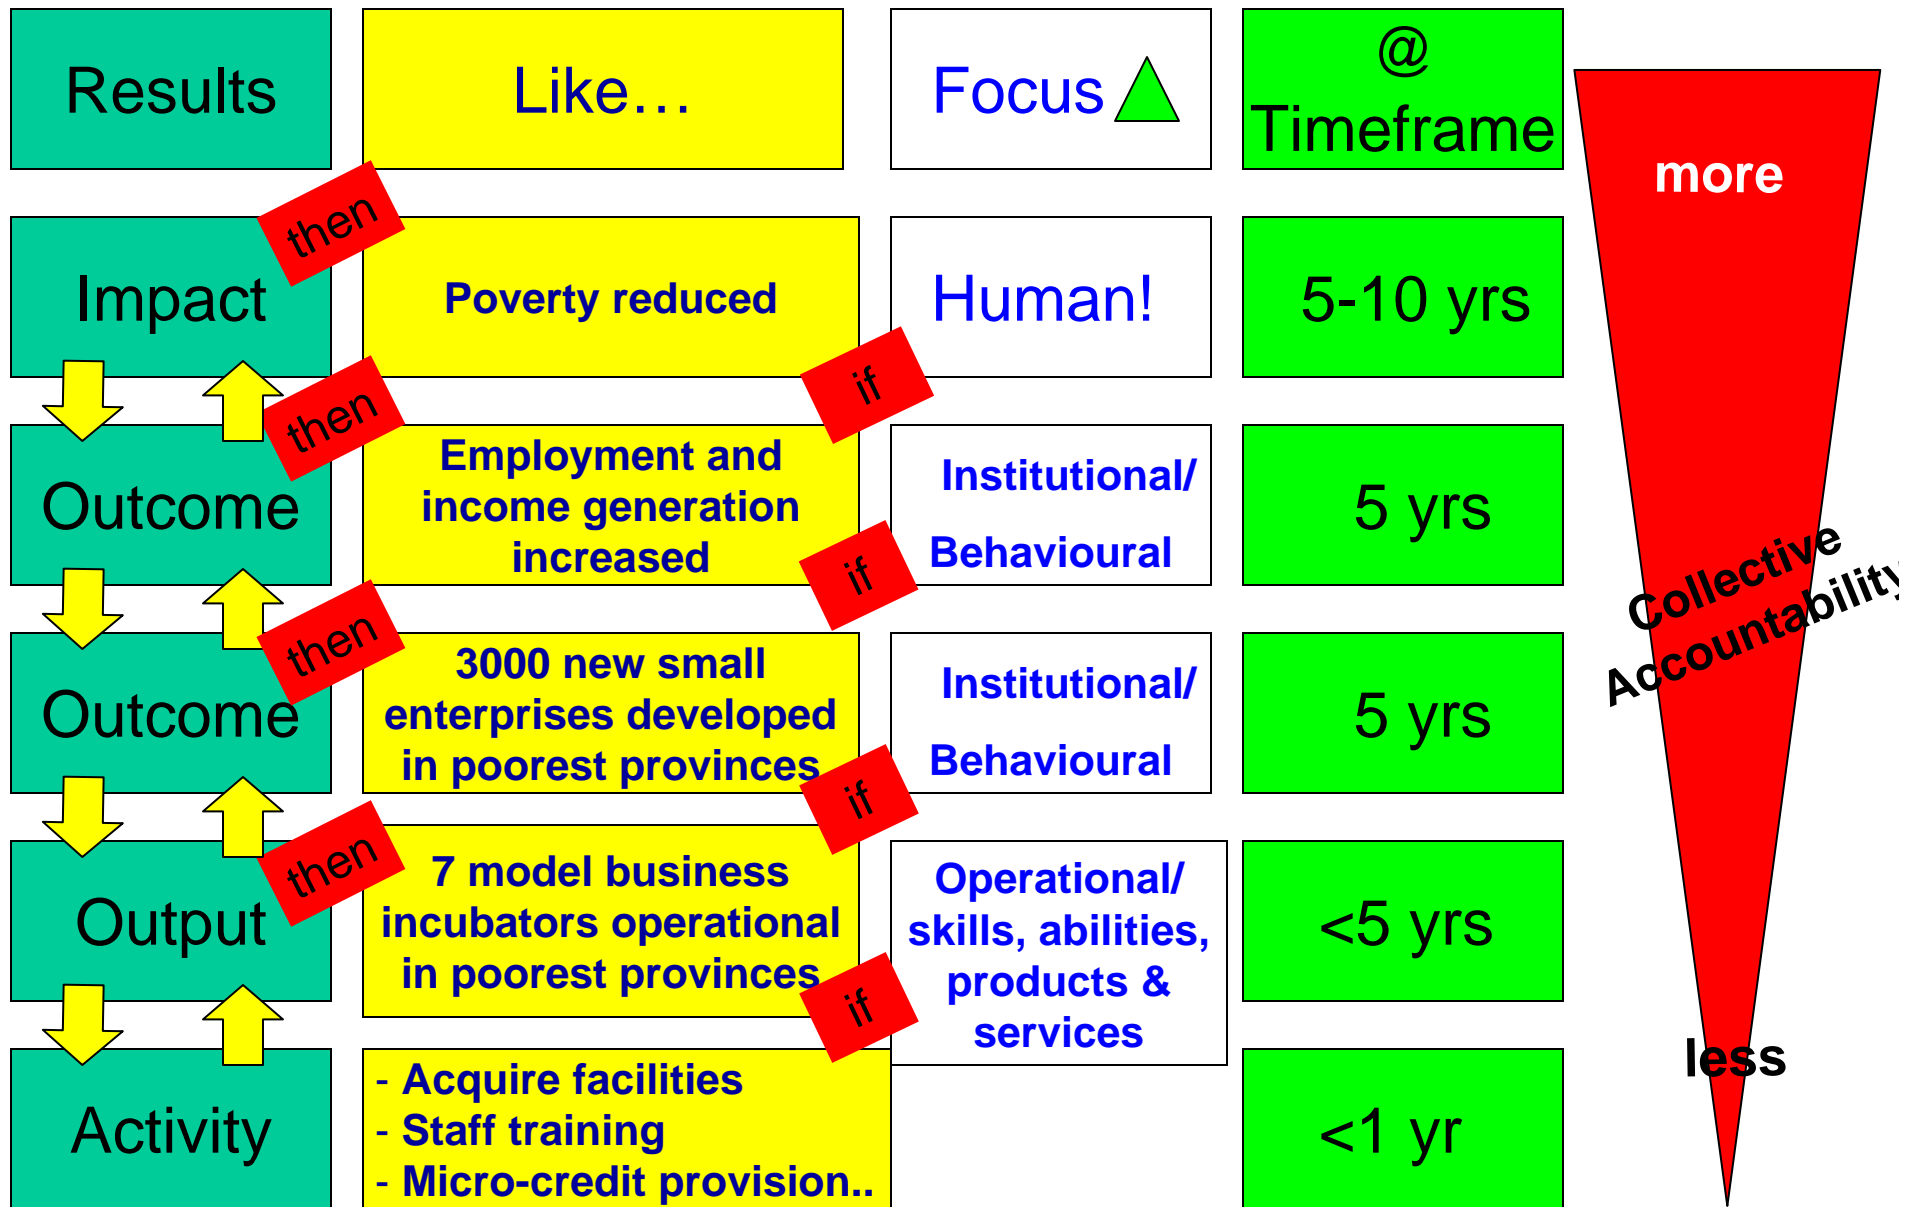 Results
Like…
Focus
@
Timeframe
more
then
Impact
Poverty reduced
Human!
5-10 yrs
then
if
Outcome
Employment and
income generation
increased
Institutional/
Behavioural
5 yrs
Collective
Accountability
then
if
Outcome
3000 new small
enterprises developed
in poorest provinces
Institutional/
Behavioural
5 yrs
then
if
Output
7 model business
incubators operational
in poorest provinces
Operational/
skills, abilities,
products &
services
<5 yrs
if
less
Activity
- Acquire facilities
- Staff training
- Micro-credit provision..
<1 yr